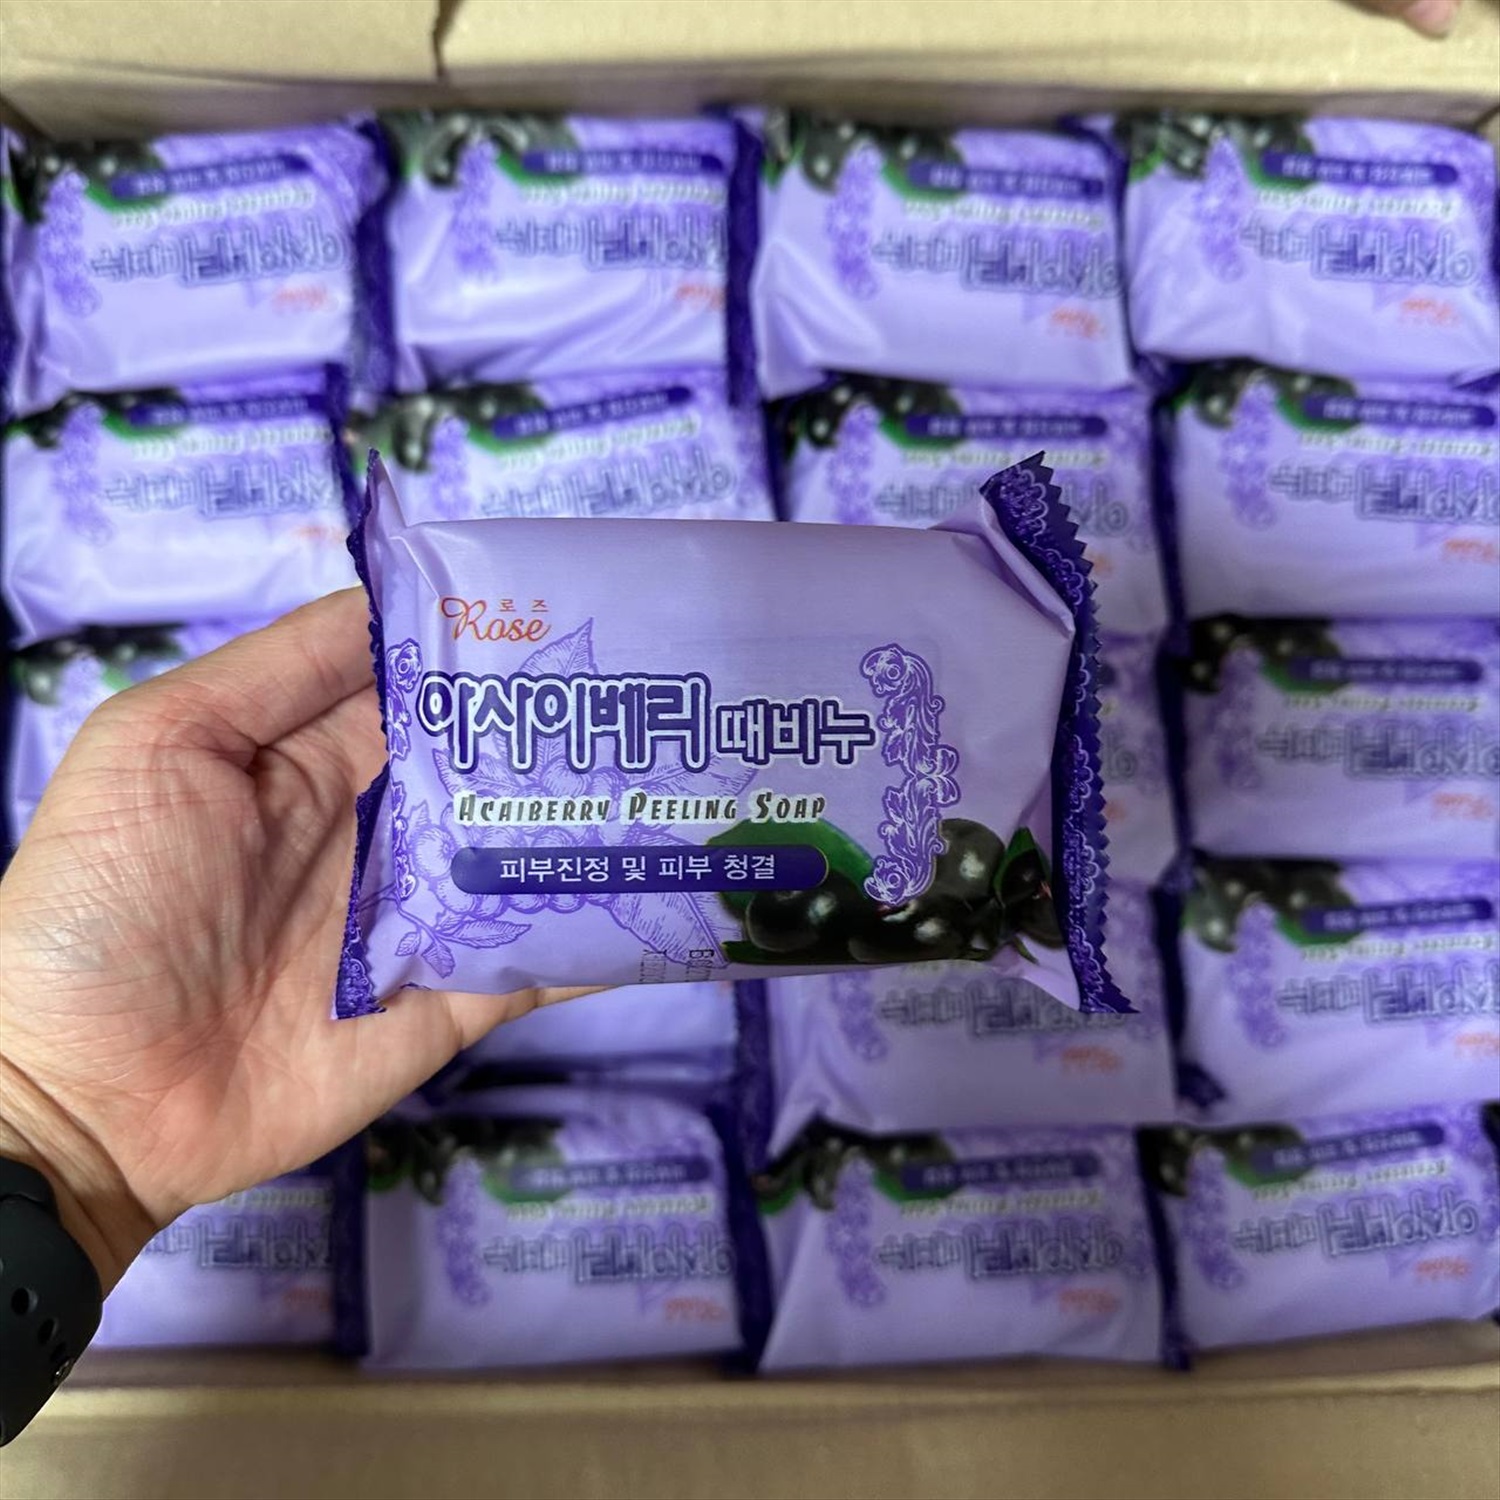 로즈
Rose
아사이베리 때비누
ACAIBERRY PEELING SOAP
피부진정 및 피부 청결